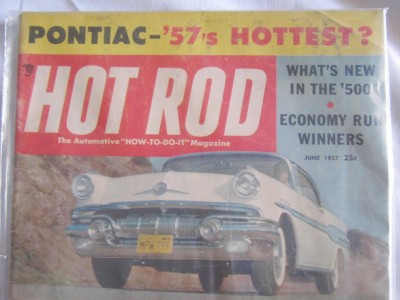 PONTIAC-'57's HOTTEST?
HOT ROD
The Automotive "HOW-TO-DO-IT" Magazine
WHAT'S NEW
IN THE '500'
•
ECONOMY RUN
WINNERS
JUNE 1957 25c